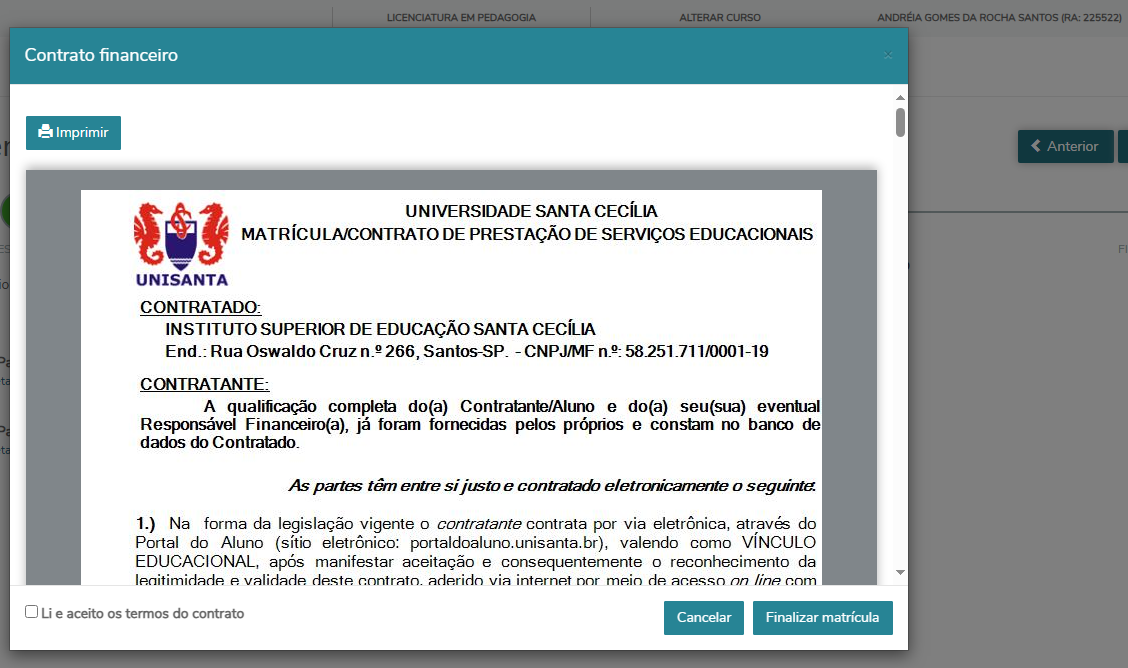 LICENCIATURA EM PEDAGOGIA
ALTERAR CURSO
ANDRÉIA GOMES DA ROCHA SANTOS (RA: 225522)
Contrato financeiro
×
Imprimir
Anterior
UNIVERSIDADE SANTA CECÍLIA
MATRÍCULA/CONTRATO DE PRESTAÇÃO DE SERVIÇOS EDUCACIONAIS
UNISANTA
CONTRATADO:
INSTITUTO SUPERIOR DE EDUCAÇÃO SANTA CECÍLIA
End.: Rua Oswaldo Cruz n.º 266, Santos-SP. - CNPJ/MF n.º: 58.251.711/0001-19
CONTRATANTE:
A qualificação completa do(a) Contratante/Aluno e do(a) seu(sua) eventual
Responsável Financeiro(a), já foram fornecidas pelos próprios e constam no banco de
dados do Contratado.
As partes têm entre si justo e contratado eletronicamente o seguinte:
1.) Na forma da legislação vigente o contratante contrata por via eletrônica, através do
Portal do Aluno (sítio eletrônico: portaldoaluno.unisanta.br), valendo como VÍNCULO
EDUCACIONAL, após manifestar aceitação e consequentemente o reconhecimento da
legitimidade e validade deste contrato, aderido via internet por meio de acesso on line com
Li e aceito os termos do contrato
Cancelar
Finalizar matrícula